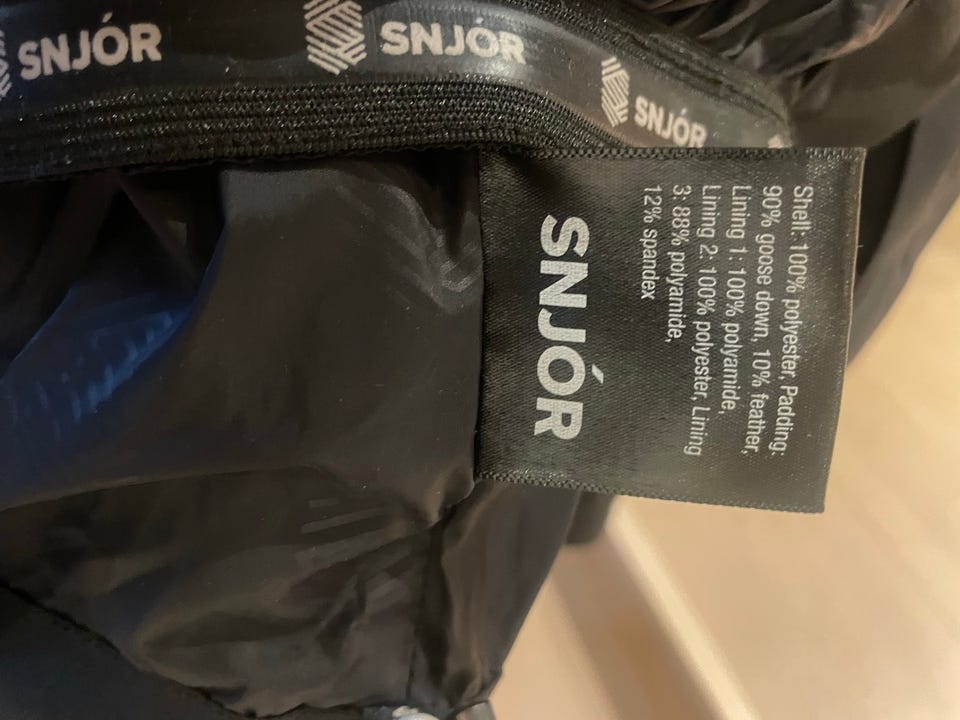 SNJÓR
SNJÓR
SNJÓR
Shell: 100% polyester, Padding:
90% goose down, 10% feather,
Lining 1: 100% polyamide,
Lining 2: 100% polyester, Lining
3: 88% polyamide,
12% spandex
SNJÓR